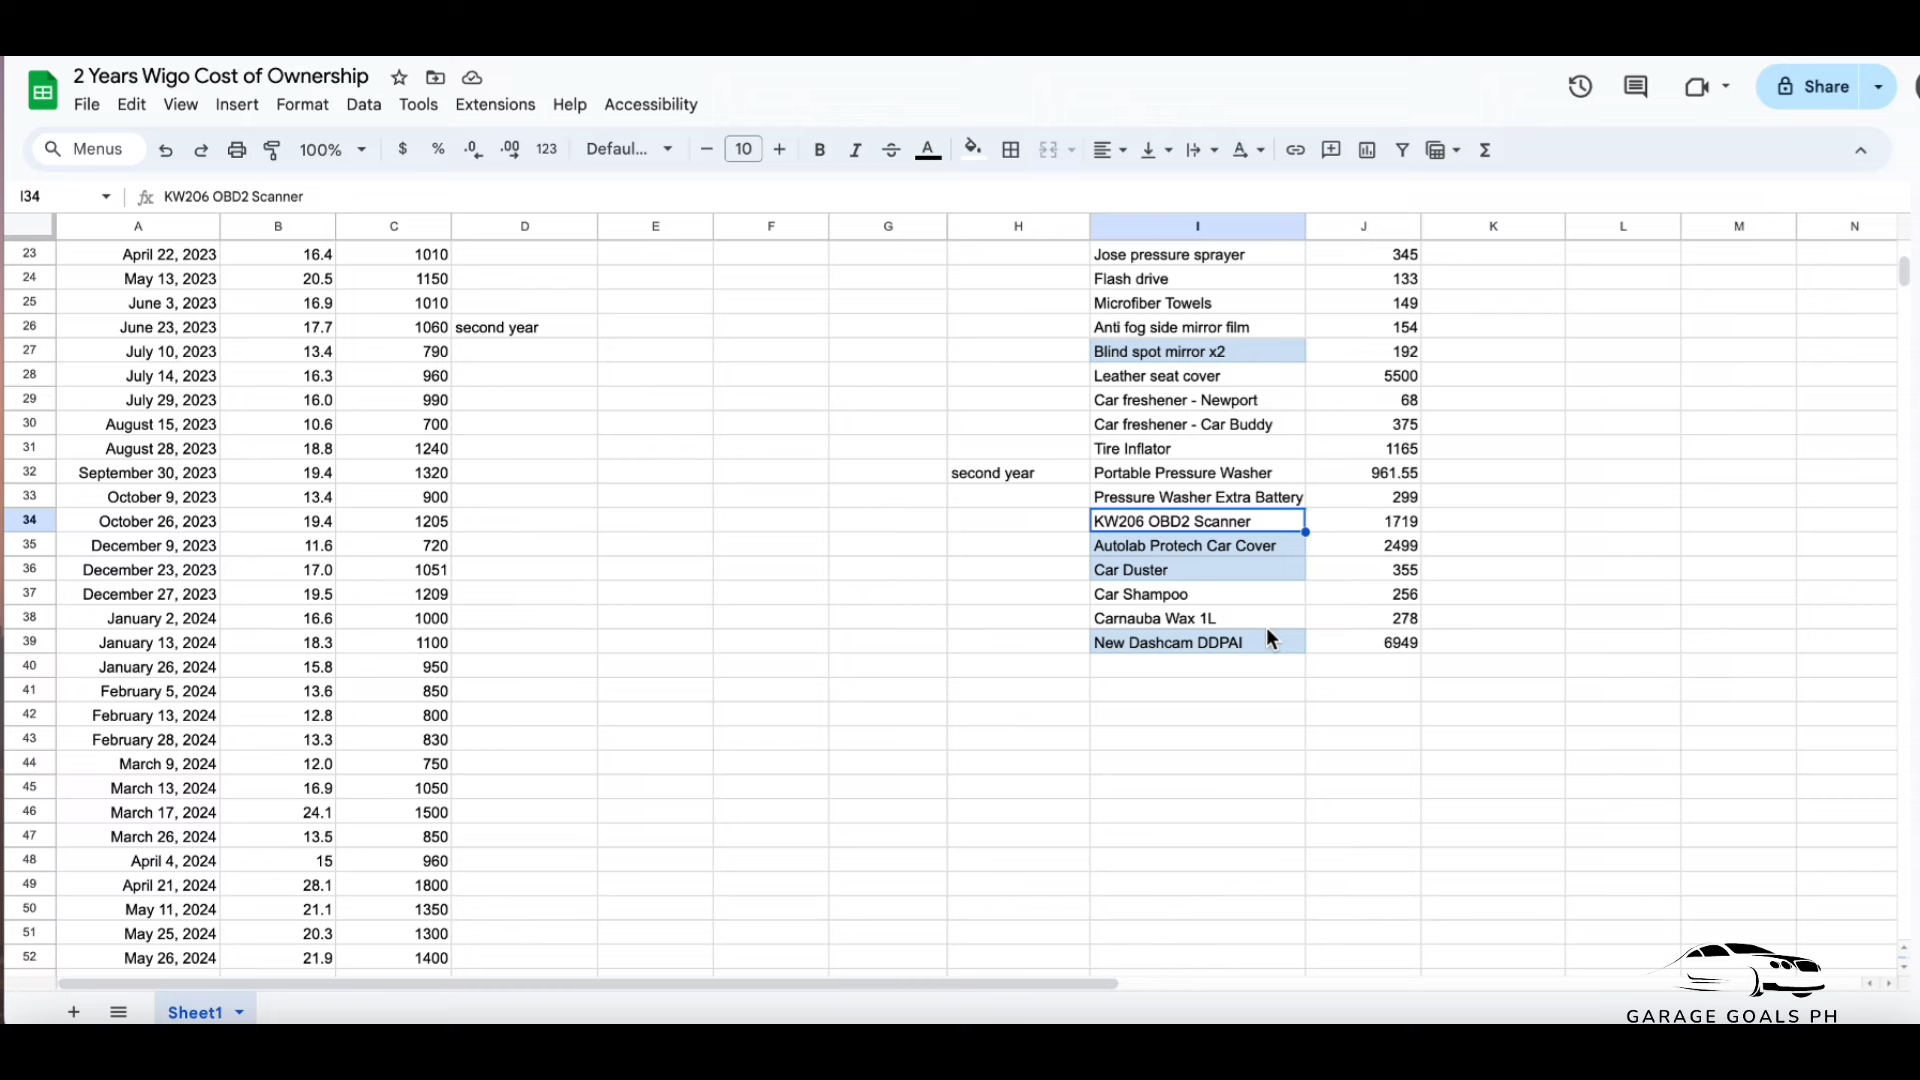 2 Years Wigo Cost of Ownership
File Edit View Insert Format Data Tools Extensions Help Accessibility
Share
Menus 100% $ % .0 .00 123 Defaul... 10 B I A Σ
I34 fx KW206 OBD2 Scanner
A B C D E F G H I J K L M N
23 April 22, 2023 16.4 1010 Jose pressure sprayer 345
24 May 13, 2023 20.5 1150 Flash drive 133
25 June 3, 2023 16.9 1010 Microfiber Towels 149
26 June 23, 2023 17.7 1060 second year Anti fog side mirror film 154
27 July 10, 2023 13.4 790 Blind spot mirror x2 192
28 July 14, 2023 16.3 960 Leather seat cover 5500
29 July 29, 2023 16.0 990 Car freshener - Newport 68
30 August 15, 2023 10.6 700 Car freshener - Car Buddy 375
31 August 28, 2023 18.8 1240 Tire Inflator 1165
32 September 30, 2023 19.4 1320 second year Portable Pressure Washer 961.55
33 October 9, 2023 13.4 900 Pressure Washer Extra Battery 299
34 October 26, 2023 19.4 1205 KW206 OBD2 Scanner 1719
35 December 9, 2023 11.6 720 Autolab Protech Car Cover 2499
36 December 23, 2023 17.0 1051 Car Duster 355
37 December 27, 2023 19.5 1209 Car Shampoo 256
38 January 2, 2024 16.6 1000 Carnauba Wax 1L 278
39 January 13, 2024 18.3 1100 New Dashcam DDPAI 6949
40 January 26, 2024 15.8 950
41 February 5, 2024 13.6 850
42 February 13, 2024 12.8 800
43 February 28, 2024 13.3 830
44 March 9, 2024 12.0 750
45 March 13, 2024 16.9 1050
46 March 17, 2024 24.1 1500
47 March 26, 2024 13.5 850
48 April 4, 2024 15 960
49 April 21, 2024 28.1 1800
50 May 11, 2024 21.1 1350
51 May 25, 2024 20.3 1300
52 May 26, 2024 21.9 1400
Sheet1
GARAGE GOALS PH